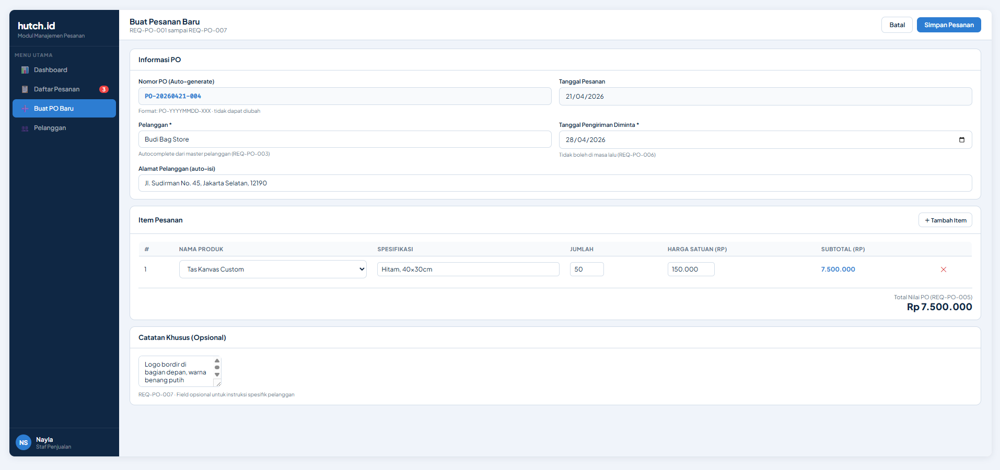 hutch.id
Modul Manajemen Pesanan
MENU UTAMA
Dashboard
Daftar Pesanan 3
Buat PO Baru
Pelanggan
NS
Nayla
Staf Penjualan
Buat Pesanan Baru
REQ-PO-001 sampai REQ-PO-007
Batal
Simpan Pesanan
Informasi PO
Nomor PO (Auto-generate)
PO-20260421-004
Format: PO-YYYYMMDD-XXX · tidak dapat diubah
Tanggal Pesanan
21/04/2026
Pelanggan *
Budi Bag Store
Autocomplete dari master pelanggan (REQ-PO-003)
Tanggal Pengiriman Diminta *
28/04/2026
Tidak boleh di masa lalu (REQ-PO-006)
Alamat Pelanggan (auto-isi)
Jl. Sudirman No. 45, Jakarta Selatan, 12190
Item Pesanan
+ Tambah Item
# NAMA PRODUK SPESIFIKASI JUMLAH HARGA SATUAN (RP) SUBTOTAL (RP)
1 Tas Kanvas Custom Hitam, 40×30cm 50 150.000 7.500.000
Total Nilai PO (REQ-PO-005)
Rp 7.500.000
Catatan Khusus (Opsional)
Logo bordir di
bagian depan, warna
benang putih
REQ-PO-007 · Field opsional untuk instruksi spesifik pelanggan